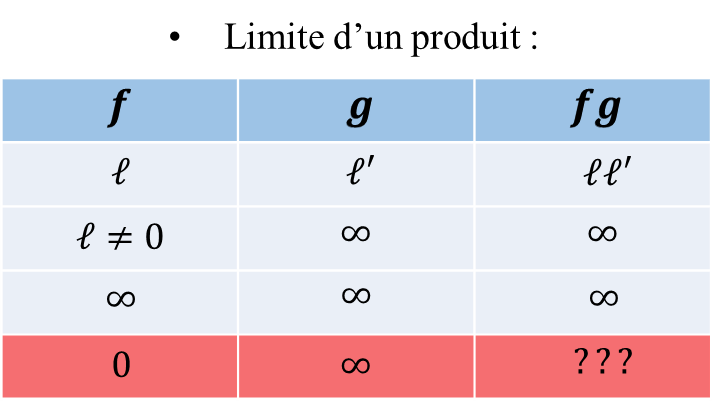 • Limite d’un produit :
f g fg
ℓ ℓ′ ℓℓ′
ℓ ≠ 0 ∞ ∞
∞ ∞ ∞
0 ∞ ???